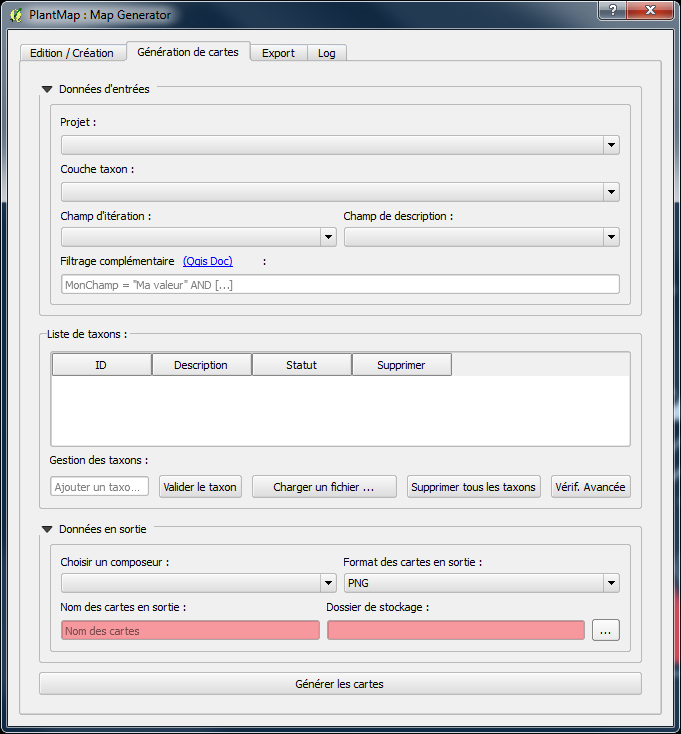 PlantMap : Map Generator
Edition / Création
Génération de cartes
Export
Log
Données d'entrées
Projet :
Couche taxon :
Champ d'itération :
Champ de description :
Filtrage complémentaire (Qgis Doc) :
MonChamp = "Ma valeur" AND [...]
Liste de taxons :
ID
Description
Statut
Supprimer
Gestion des taxons :
Ajouter un taxo...
Valider le taxon
Charger un fichier ...
Supprimer tous les taxons
Vérif. Avancée
Données en sortie
Choisir un composeur :
Format des cartes en sortie :
PNG
Nom des cartes en sortie :
Dossier de stockage :
Nom des cartes
...
Générer les cartes